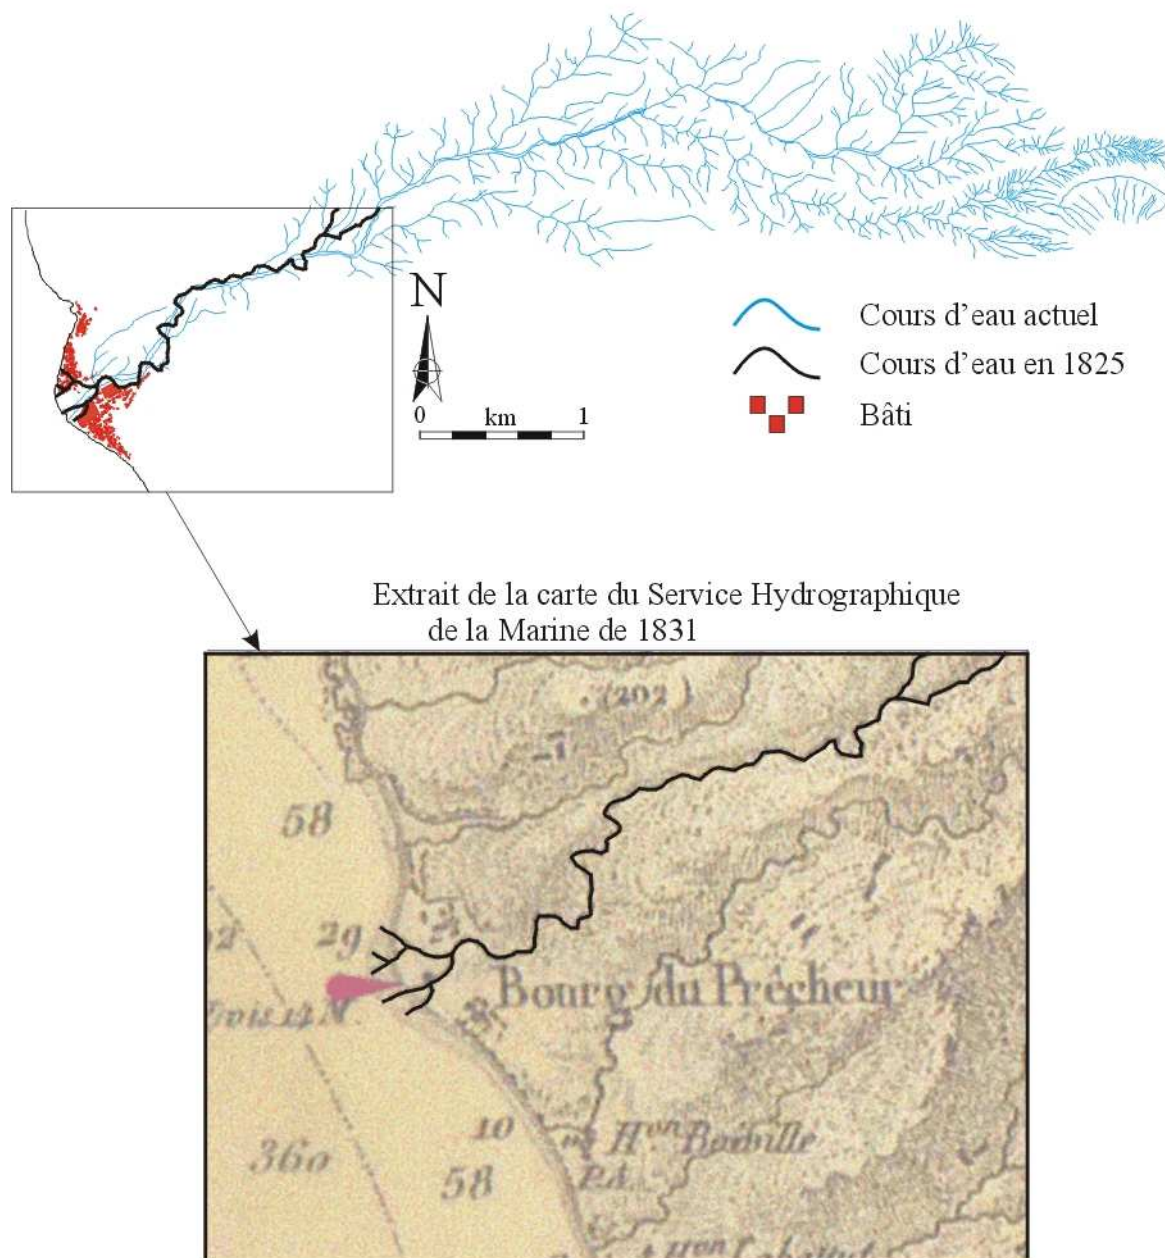 N
0 km 1
Cours d'eau actuel
Cours d'eau en 1825
Bâti
Extrait de la carte du Service Hydrographique
de la Marine de 1831
(202)
58
29
Bourg du Prêcheur
10
360
58